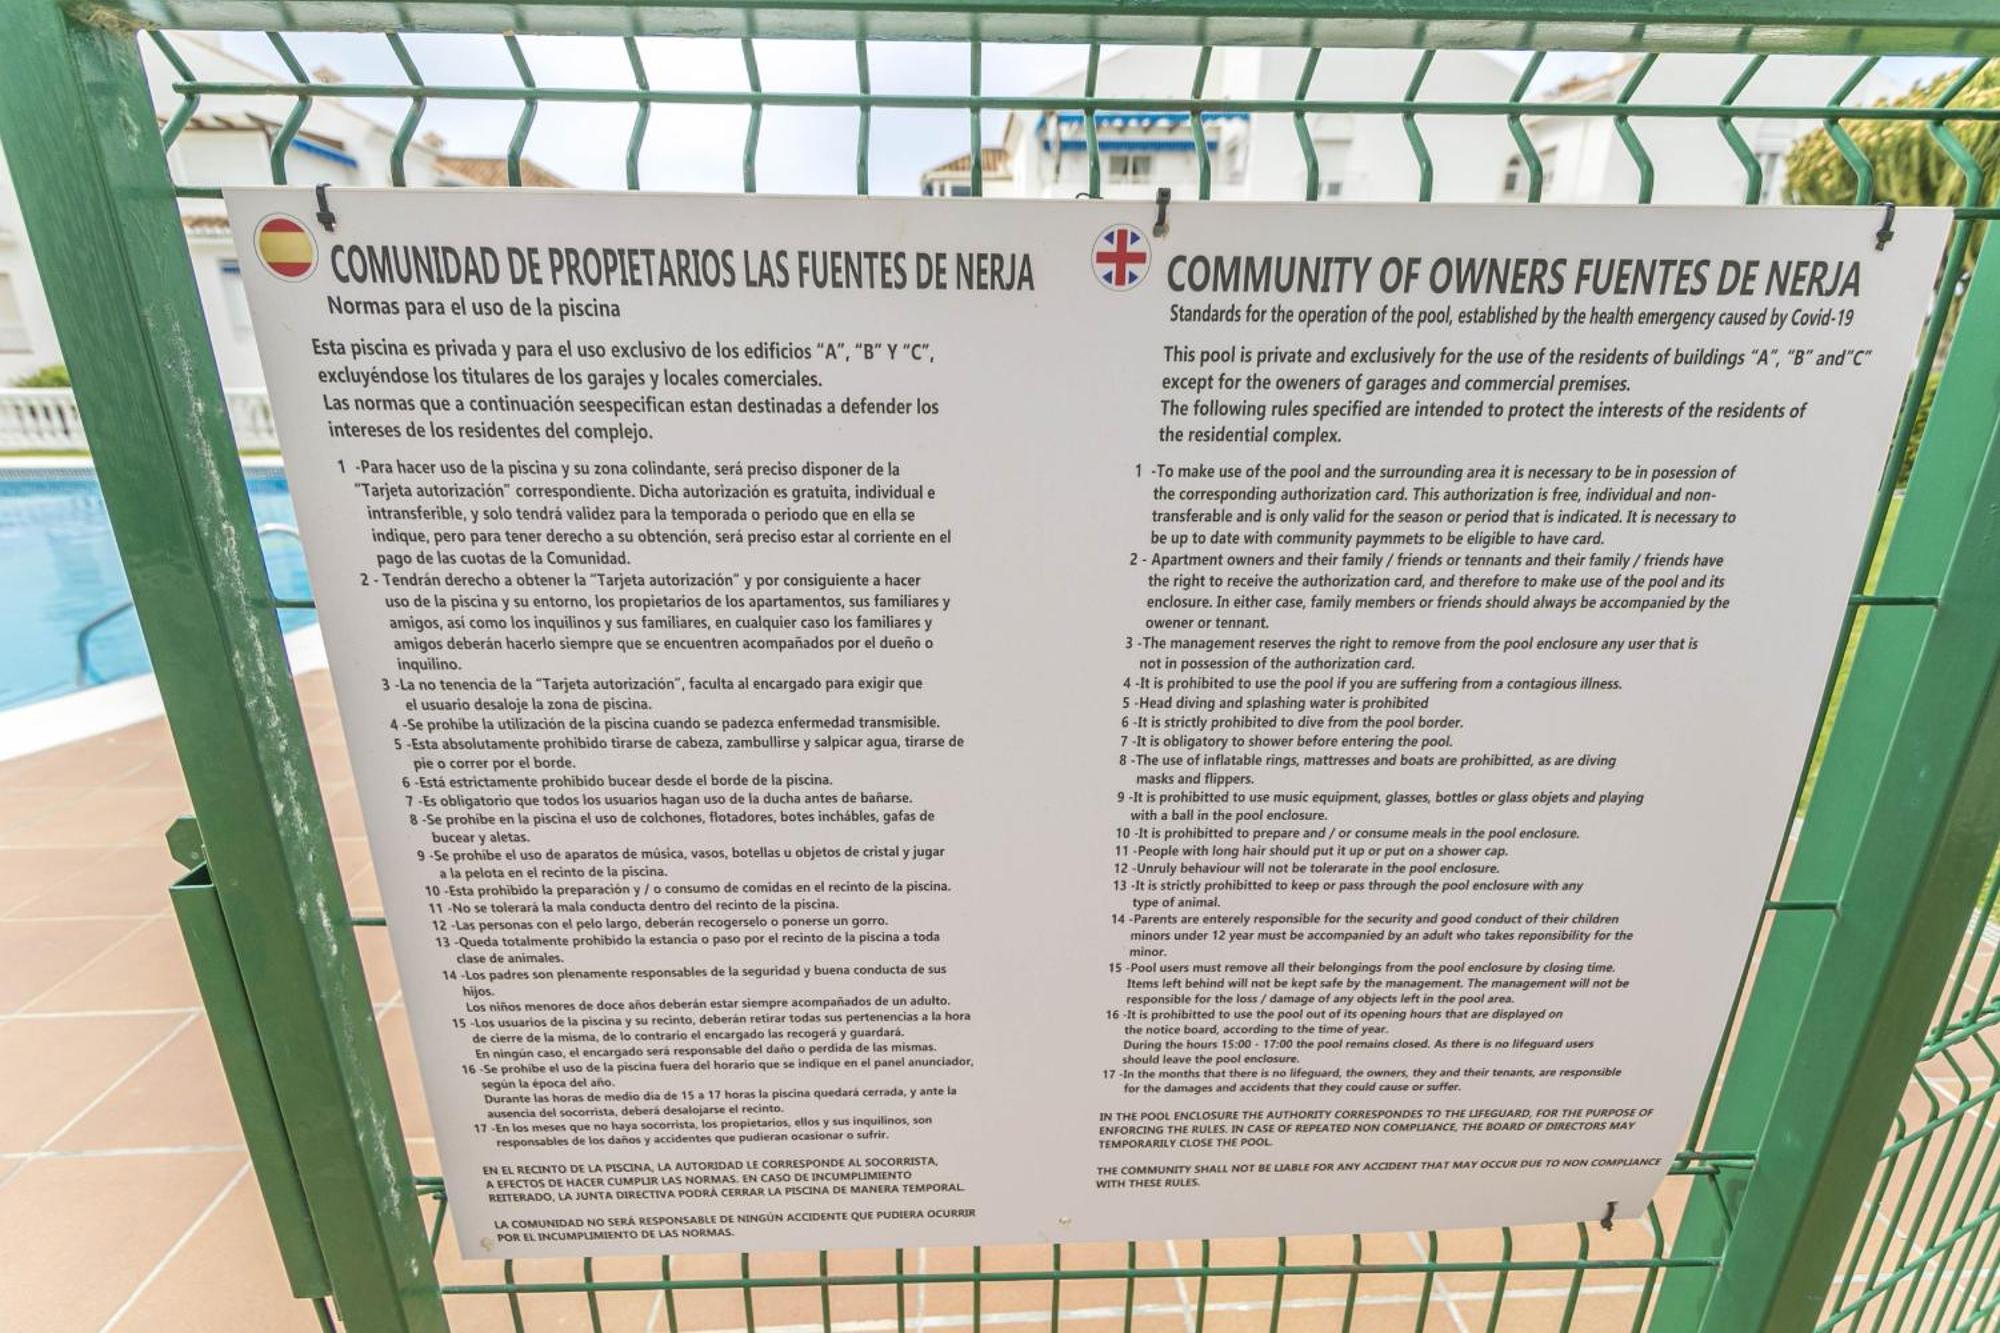 COMUNIDAD DE PROPIETARIOS LAS FUENTES DE NERJA
Normas para el uso de la piscina
Esta piscina es privada y para el uso exclusivo de los edificios "A", "B" Y "C",
excluyéndose los titulares de los garajes y locales comerciales.
Las normas que a continuación seespecifican estan destinadas a defender los
intereses de los residentes del complejo.
1 -Para hacer uso de la piscina y su zona colindante, será preciso disponer de la
"Tarjeta autorización" correspondiente. Dicha autorización es gratuita, individual e
intransferible, y solo tendrá validez para la temporada o periodo que en ella se
indique, pero para tener derecho a su obtención, será preciso estar al corriente en el
pago de las cuotas de la Comunidad.
2 - Tendrán derecho a obtener la "Tarjeta autorización" y por consiguiente a hacer
uso de la piscina y su entorno, los propietarios de los apartamentos, sus familiares y
amigos, así como los inquilinos y sus familiares, en cualquier caso los familiares y
amigos deberán hacerlo siempre que se encuentren acompañados por el dueño o
inquilino.
3 -La no tenencia de la "Tarjeta autorización", faculta al encargado para exigir que
el usuario desaloje la zona de piscina.
4 -Se prohibe la utilización de la piscina cuando se padezca enfermedad transmisible.
5 -Esta absolutamente prohibido tirarse de cabeza, zambullirse y salpicar agua, tirarse de
pie o correr por el borde.
6 -Está estrictamente prohibido bucear desde el borde de la piscina.
7 -Es obligatorio que todos los usuarios hagan uso de la ducha antes de bañarse.
8 -Se prohibe en la piscina el uso de colchones, flotadores, botes inchábles, gafas de
bucear y aletas.
9 -Se prohibe el uso de aparatos de música, vasos, botellas u objetos de cristal y jugar
a la pelota en el recinto de la piscina.
10 -Esta prohibido la preparación y / o consumo de comidas en el recinto de la piscina.
11 -No se tolerará la mala conducta dentro del recinto de la piscina.
12 -Las personas con el pelo largo, deberán recogerselo o ponerse un gorro.
13 -Queda totalmente prohibido la estancia o paso por el recinto de la piscina a toda
clase de animales.
14 -Los padres son plenamente responsables de la seguridad y buena conducta de sus
hijos.
Los niños menores de doce años deberán estar siempre acompañados de un adulto.
15 -Los usuarios de la piscina y su recinto, deberán retirar todas sus pertenencias a la hora
de cierre de la misma, de lo contrario el encargado las recogerá y guardará.
En ningún caso, el encargado será responsable del daño o perdida de las mismas.
16 -Se prohibe el uso de la piscina fuera del horario que se indique en el panel anunciador,
según la época del año.
Durante las horas de medio dia de 15 a 17 horas la piscina quedará cerrada, y ante la
ausencia del socorrista, deberá desalojarse el recinto.
17 -En los meses que no haya socorrista, los propietarios, ellos y sus inquilinos, son
responsables de los daños y accidentes que pudieran ocasionar o sufrir.
EN EL RECINTO DE LA PISCINA, LA AUTORIDAD LE CORRESPONDE AL SOCORRISTA,
A EFECTOS DE HACER CUMPLIR LAS NORMAS. EN CASO DE INCUMPLIMIENTO
REITERADO, LA JUNTA DIRECTIVA PODRÁ CERRAR LA PISCINA DE MANERA TEMPORAL.
LA COMUNIDAD NO SERÁ RESPONSABLE DE NINGÚN ACCIDENTE QUE PUDIERA OCURRIR
POR EL INCUMPLIMIENTO DE LAS NORMAS.
COMMUNITY OF OWNERS FUENTES DE NERJA
Standards for the operation of the pool, established by the health emergency caused by Covid-19
This pool is private and exclusively for the use of the residents of buildings "A", "B" and"C"
except for the oweners of garages and commercial premises.
The following rules specified are intended to protect the interests of the residents of
the residential complex.
1 -To make use of the pool and the surrounding area it is necessary to be in posession of
the corresponding authorization card. This authorization is free, individual and non-
transferable and is only valid for the season or period that is indicated. It is necessary to
be up to date with community paymmets to be eligible to have card.
2 - Apartment owners and their family / friends or tennants and their family / friends have
the right to receive the authorization card, and therefore to make use of the pool and its
enclosure. In either case, family members or friends should always be accompanied by the
owener or tennant.
3 -The management reserves the right to remove from the pool enclosure any user that is
not in possession of the authorization card.
4 -It is prohibited to use the pool if you are suffering from a contagious illness.
5 -Head diving and splashing water is prohibited
6 -It is strictly prohibited to dive from the pool border.
7 -It is obligatory to shower before entering the pool.
8 -The use of inflatable rings, mattresses and boats are prohibited, as are diving
masks and flippers.
9 -It is prohibitted to use music equipment, glasses, bottles or glass objets and playing
with a ball in the pool enclosure.
10 -It is prohibitted to prepare and / or consume meals in the pool enclosure.
11 -People with long hair should put it up or put on a shower cap.
12 -Unruly behaviour will not be tolerarate in the pool enclosure.
13 -It is strictly prohibitted to keep or pass through the pool enclosure with any
type of animal.
14 -Parents are enterely responsible for the security and good conduct of their children
minors under 12 year must be accompanied by an adult who takes reponsibility for the
minor.
15 -Pool users must remove all their belongings from the pool enclosure by closing time.
Items left behind will not be kept safe by the management. The management will not be
responsible for the loss / damage of any objects left in the pool area.
16 -It is prohibited to use the pool out of its opening hours that are displayed on
the notice board, according to the time of year.
During the hours 15:00 - 17:00 the pool remains closed. As there is no lifeguard users
should leave the pool enclosure.
17 -In the months that there is no lifeguard, the owners, they and their tenants, are responsible
for the damages and accidents that they could cause or suffer.
IN THE POOL ENCLOSURE THE AUTHORITY CORRESPONDES TO THE LIFEGUARD, FOR THE PURPOSE OF
ENFORCING THE RULES. IN CASE OF REPEATED NON COMPLIANCE, THE BOARD OF DIRECTORS MAY
TEMPORARILY CLOSE THE POOL.
THE COMMUNITY SHALL NOT BE LIABLE FOR ANY ACCIDENT THAT MAY OCCUR DUE TO NON COMPLIANCE
WITH THESE RULES.